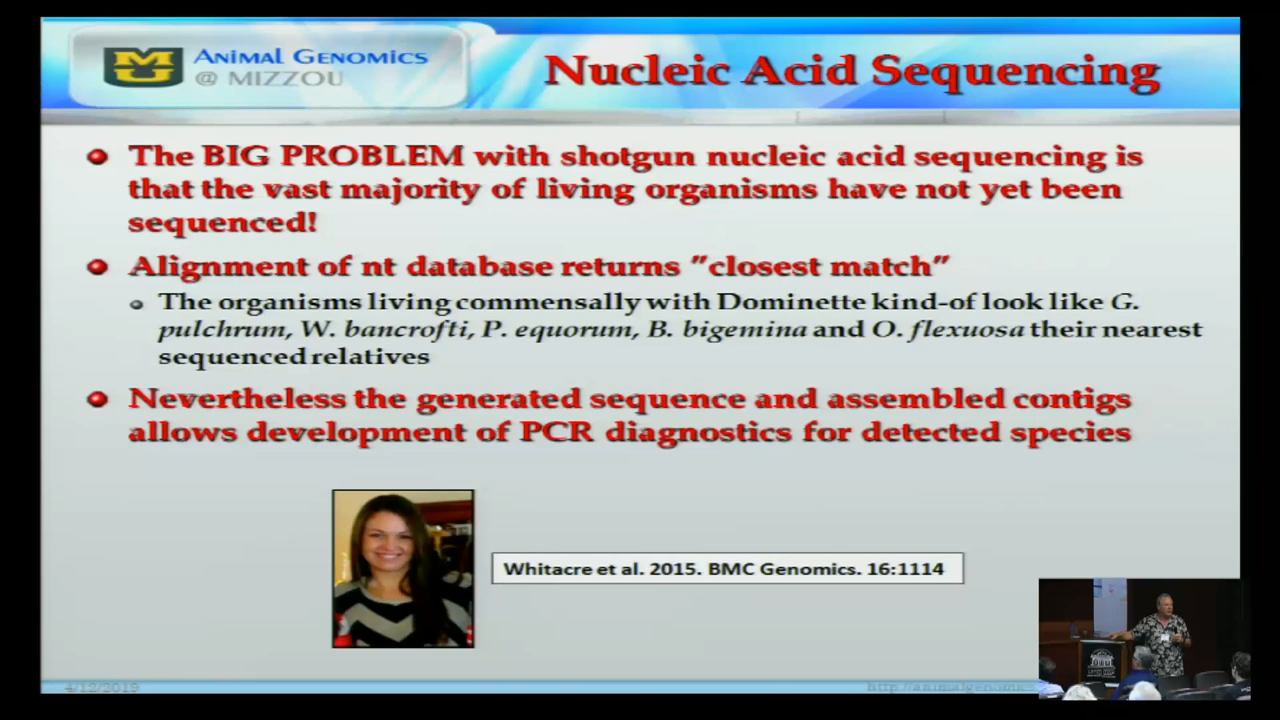 ANIMAL GENOMICS
@ MIZZOU
Nucleic Acid Sequencing
The BIG PROBLEM with shotgun nucleic acid sequencing is
that the vast majority of living organisms have not yet been
sequenced!
Alignment of nt database returns "closest match"
The organisms living commensally with Dominette kind-of look like G.
pulchrum, W. bancrofti, P. equorum, B. bigemina and O. flexuosa their nearest
sequenced relatives
Nevertheless the generated sequence and assembled contigs
allows development of PCR diagnostics for detected species
Whitacre et al. 2015. BMC Genomics. 16:1114
4/12/2019